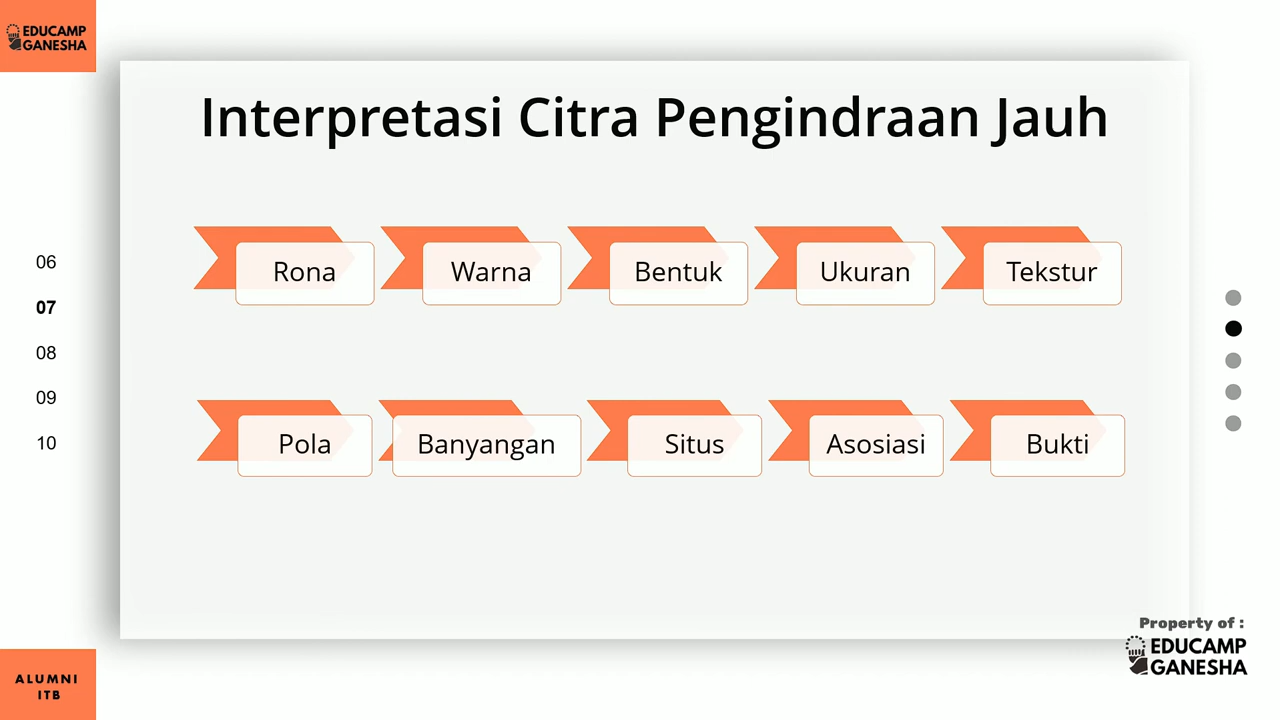 EDUCAMP
GANESHA
Interpretasi Citra Pengindraan Jauh
Rona
Warna
Bentuk
Ukuran
Tekstur
Pola
Banyangan
Situs
Asosiasi
Bukti
06
07
08
09
10
ALUMNI
ITB
Property of :
EDUCAMP
GANESHA